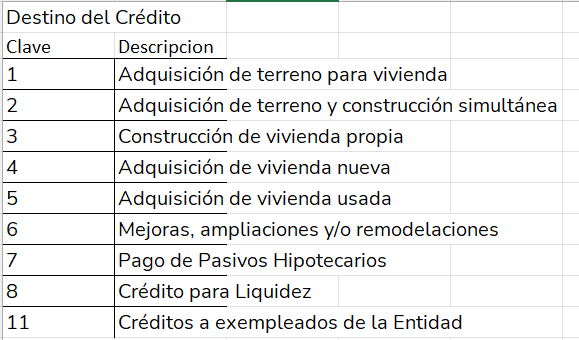 Destino del Crédito
Clave Descripcion
1 Adquisición de terreno para vivienda
2 Adquisición de terreno y construcción simultánea
3 Construcción de vivienda propia
4 Adquisición de vivienda nueva
5 Adquisición de vivienda usada
6 Mejoras, ampliaciones y/o remodelaciones
7 Pago de Pasivos Hipotecarios
8 Crédito para Liquidez
11 Créditos a exempleados de la Entidad